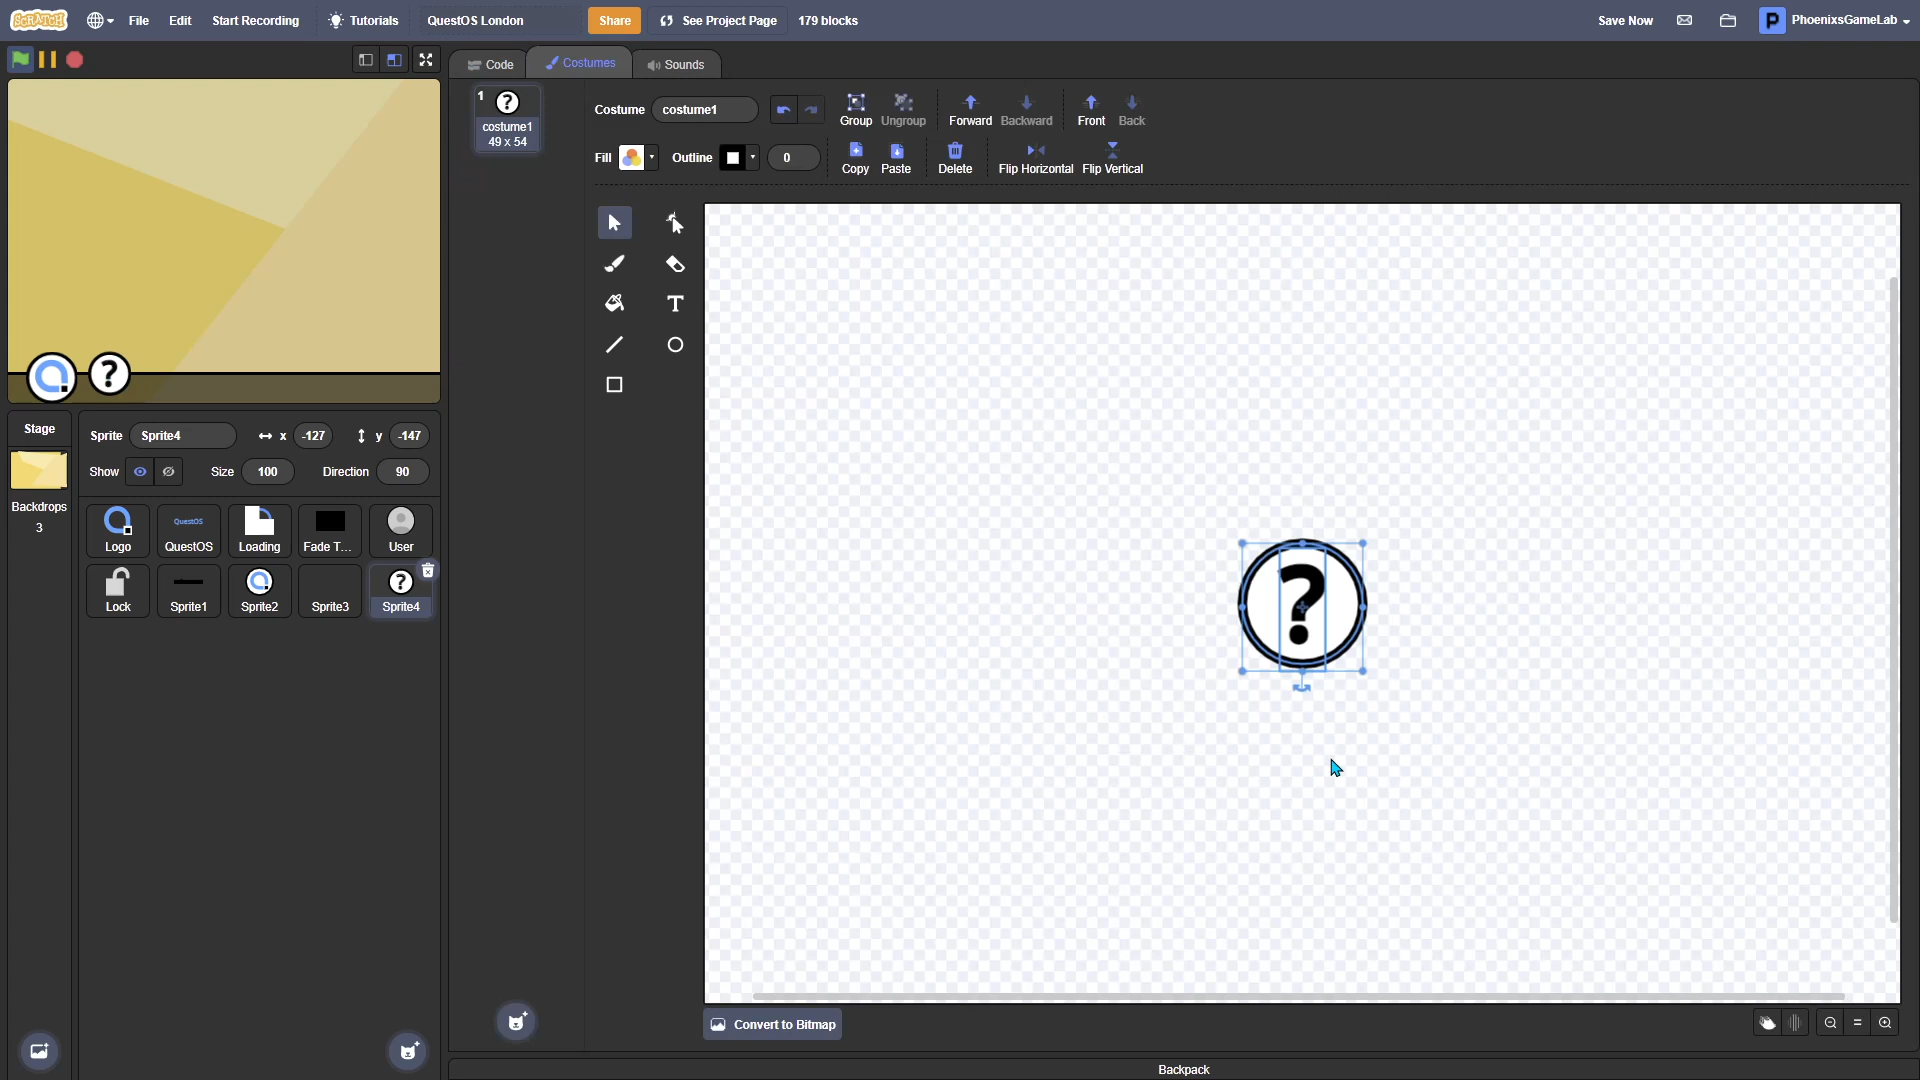 SCRATCH File Edit Start Recording Tutorials QuestOS London Share See Project Page 179 blocks Save Now P PhoenixsGameLab
Code Costumes Sounds
1 ?
costume1
49 x 54
Costume costume1 Group Ungroup Forward Backward Front Back
Fill Outline 0 Copy Paste Delete Flip Horizontal Flip Vertical
?
?
Stage
Backdrops
3
Sprite Sprite4 x -127 y -147
Show Size 100 Direction 90
QuestOS
Logo QuestOS Loading Fade T... User
?
Lock Sprite1 Sprite2 Sprite3 Sprite4
T
Convert to Bitmap
Backpack